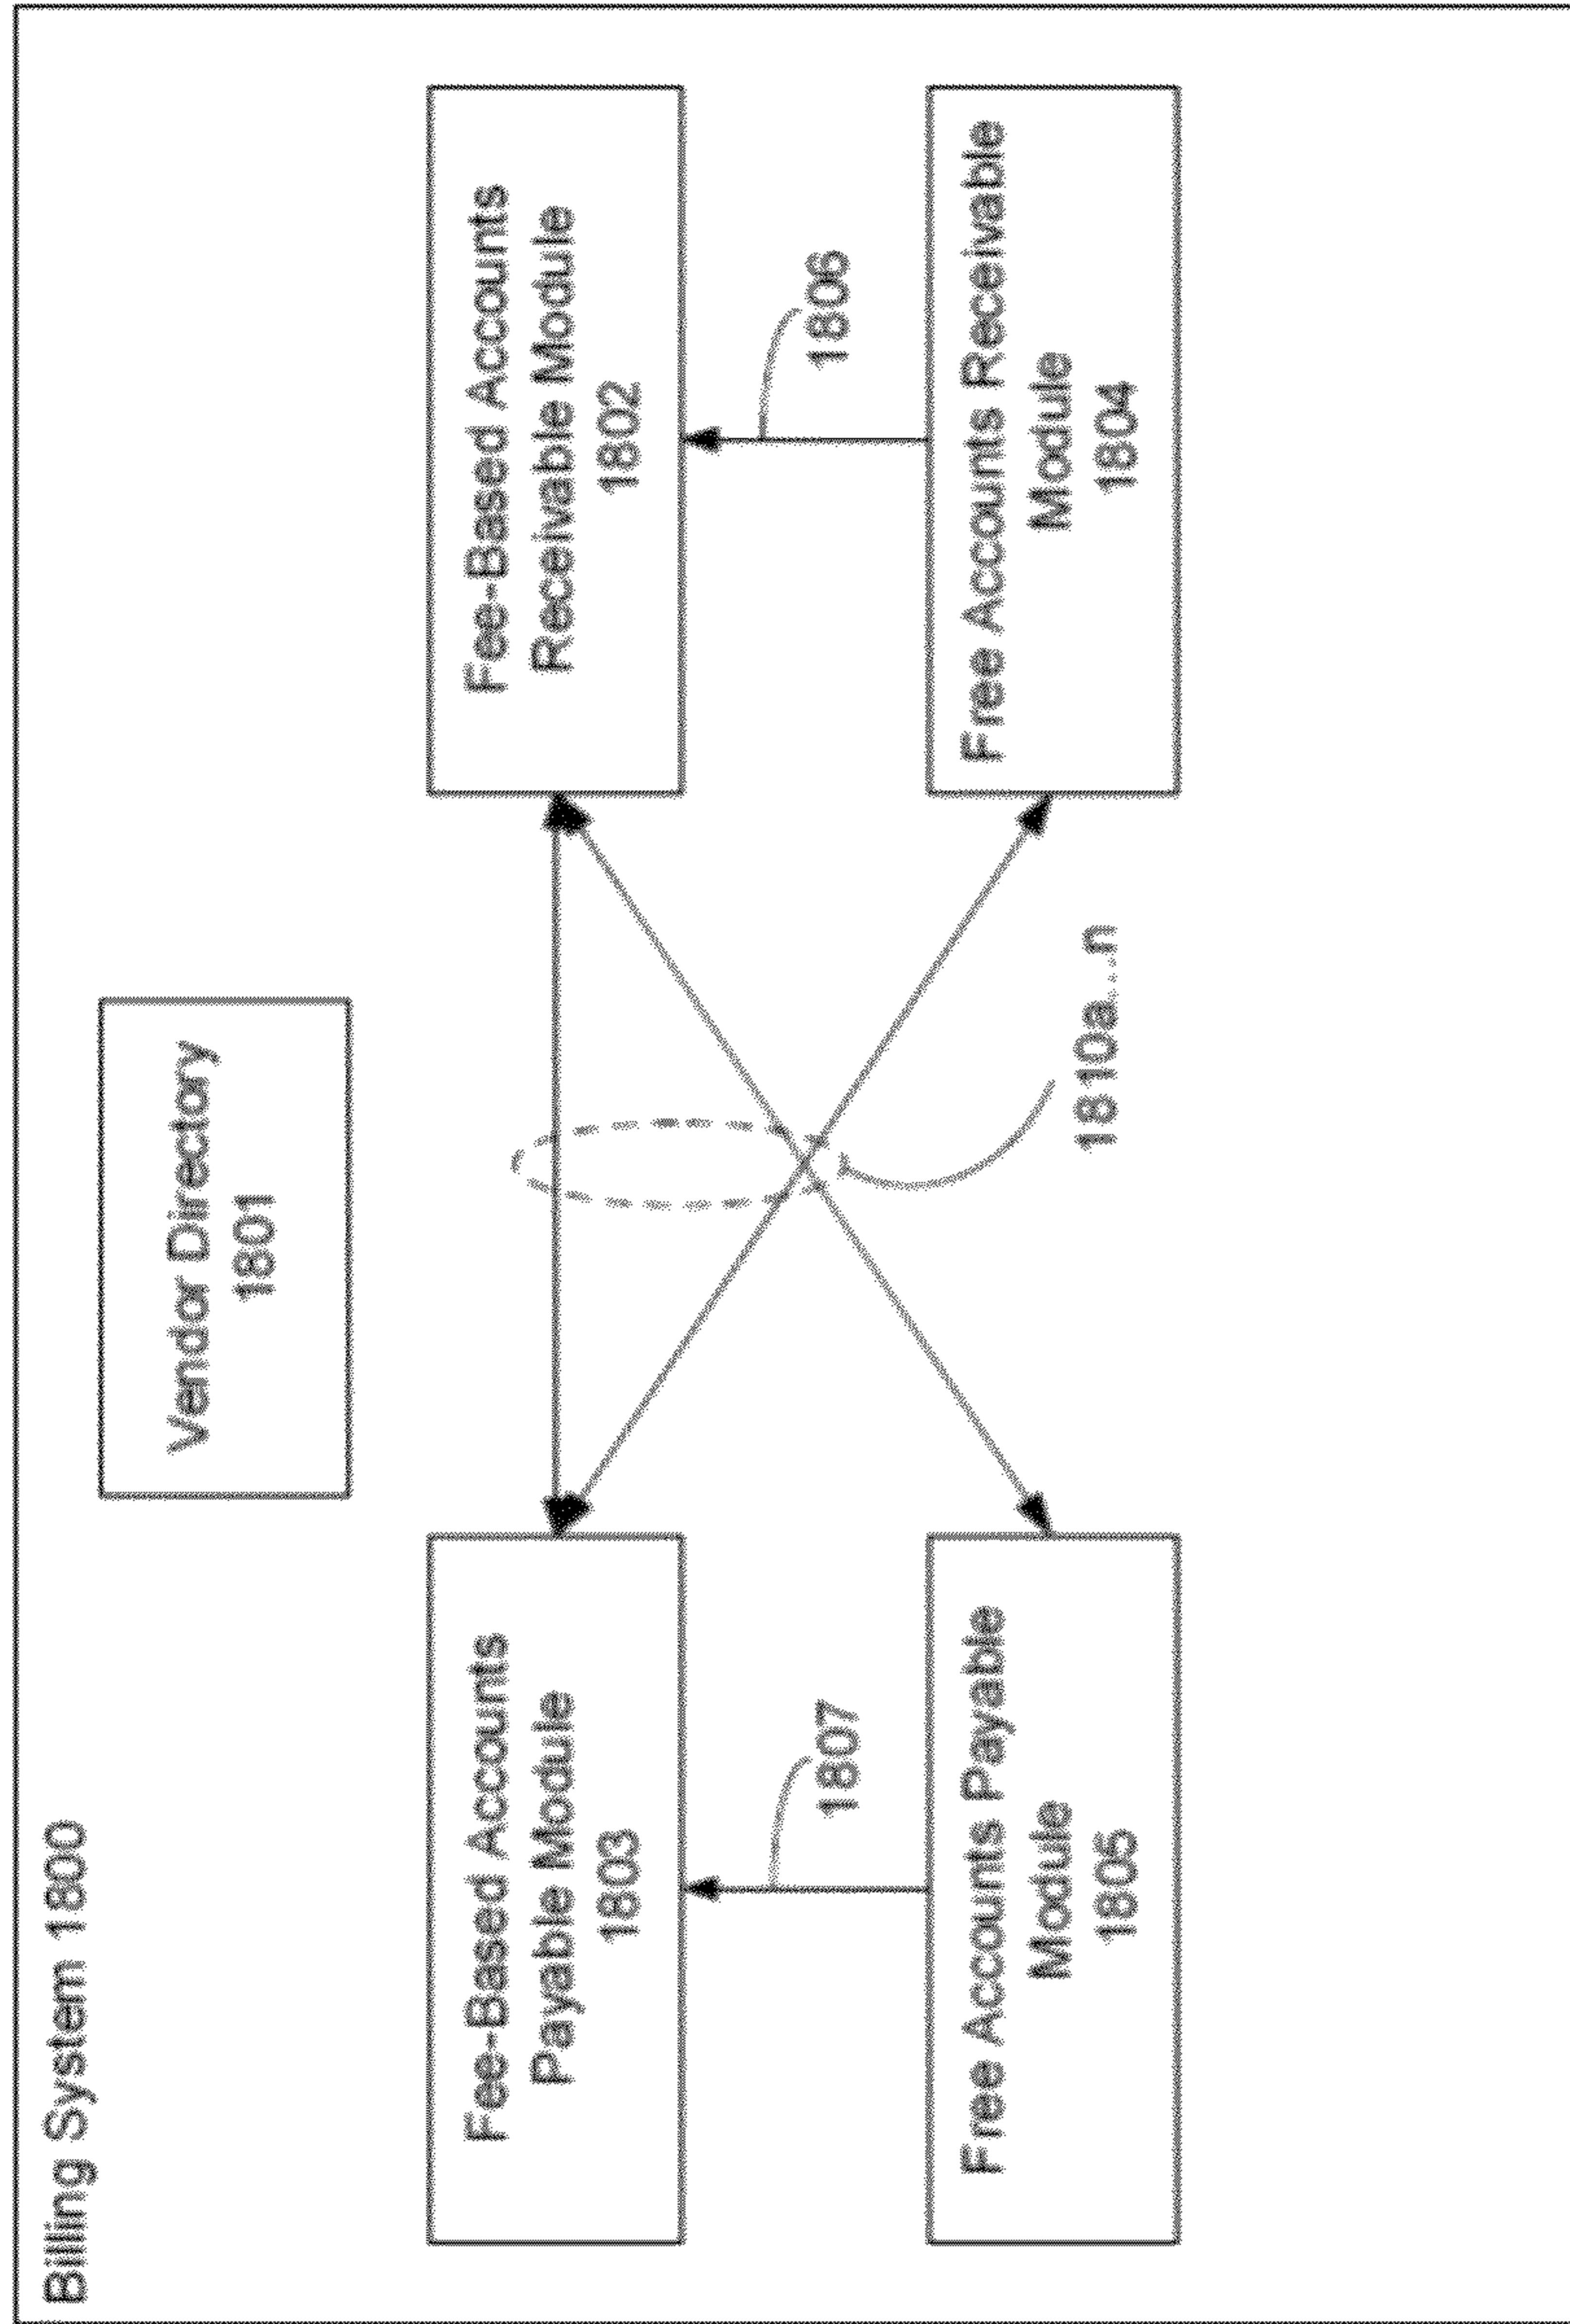 Billing System 1800
Vendor Directory
1801
Fee-Based Accounts
Payable Module
1803
Fee-Based Accounts
Receivable Module
1802
1807
1806
Free Accounts Payable
Module
1805
Free Accounts Receivable
Module
1804
1810a...n